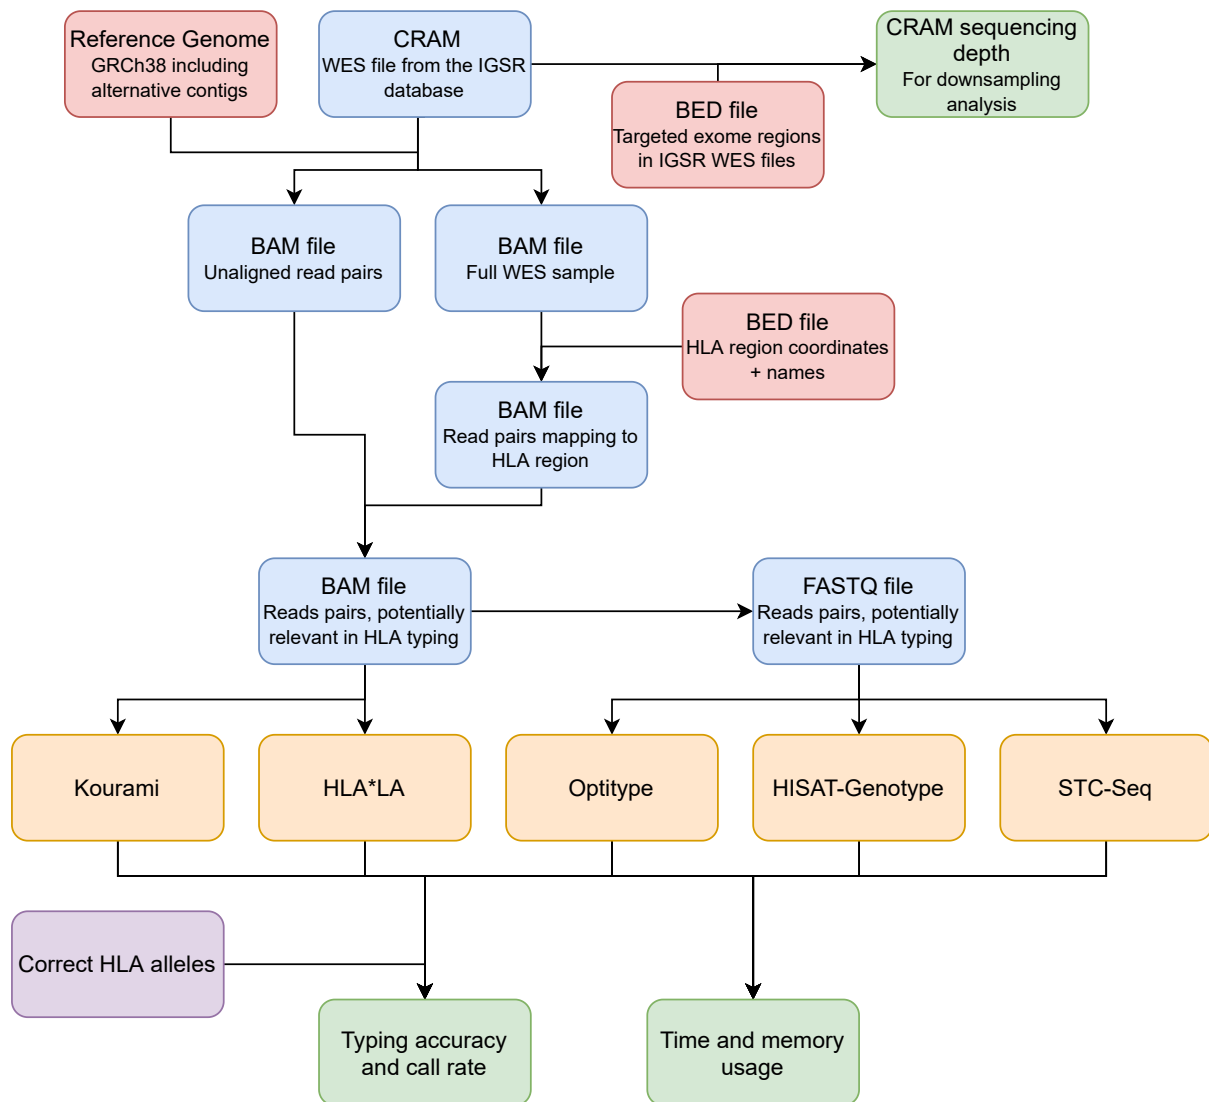 Reference Genome
GRCh38 including
alternative contigs
CRAM
WES file from the IGSR
database
CRAM sequencing
depth
For downsampling
analysis
BED file
Targeted exome regions
in IGSR WES files
BAM file
Unaligned read pairs
BAM file
Full WES sample
BED file
HLA region coordinates
+ names
BAM file
Read pairs mapping to
HLA region
BAM file
Reads pairs, potentially
relevant in HLA typing
FASTQ file
Reads pairs, potentially
relevant in HLA typing
Kourami
HLA*LA
Optitype
HISAT-Genotype
STC-Seq
Correct HLA alleles
Typing accuracy
and call rate
Time and memory
usage